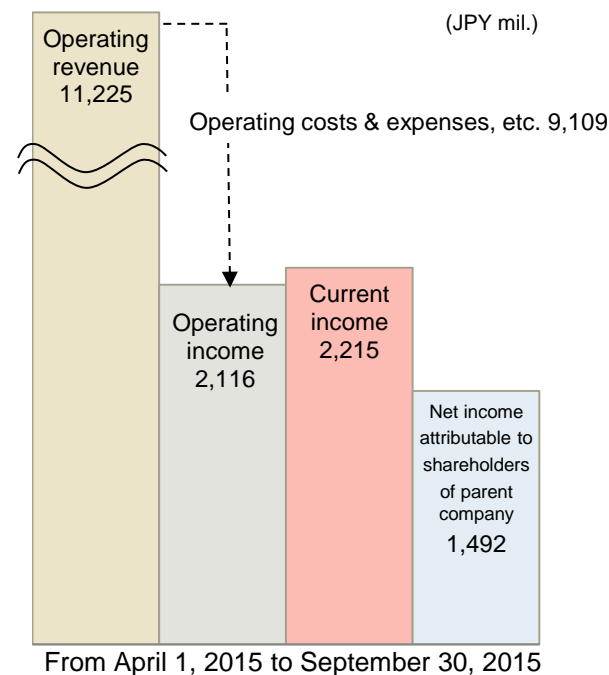 (JPY mil.)
Operating
revenue
11,225
Operating costs & expenses, etc. 9,109
Operating
income
2,116
Current
income
2,215
Net income
attributable to
shareholders
of parent
company
1,492
From April 1, 2015 to September 30, 2015